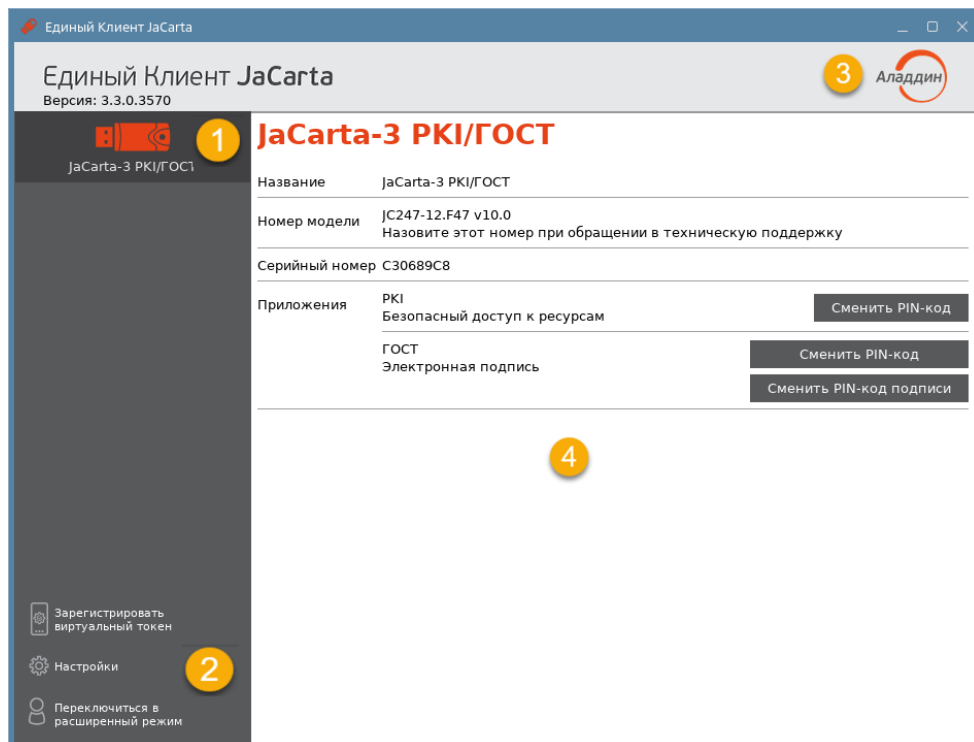 Единый Клиент JaCarta
Единый Клиент JaCarta
Версия: 3.3.0.3570
3
Аладдин
1
JaCarta-3 PKI/ГОСТ
JaCarta-3 PKI/ГОСТ
Название JaCarta-3 PKI/ГОСТ
Номер модели JC247-12.F47 v10.0
Назовите этот номер при обращении в техническую поддержку
Серийный номер C30689C8
Приложения PKI
Безопасный доступ к ресурсам
Сменить PIN-код
ГОСТ
Электронная подпись
Сменить PIN-код
Сменить PIN-код подписи
4
Зарегистрировать
виртуальный токен
Настройки
2
Переключиться в
расширенный режим